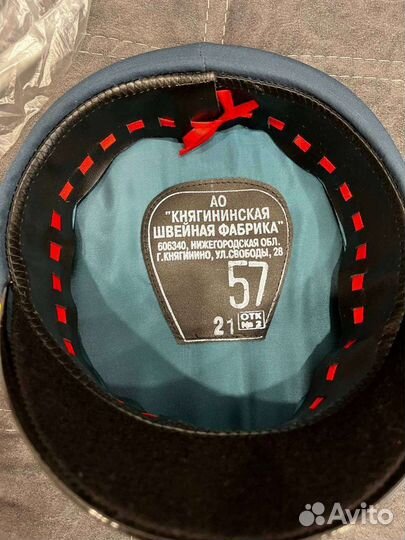 АО
"КНЯГИНИНСКАЯ
ШВЕЙНАЯ ФАБРИКА"
606340, НИЖЕГОРОДСКАЯ ОБЛ.
Г.КНЯГИНИНО, УЛ.СВОБОДЫ, 28
57
21 ОТК
№ 2
Avito